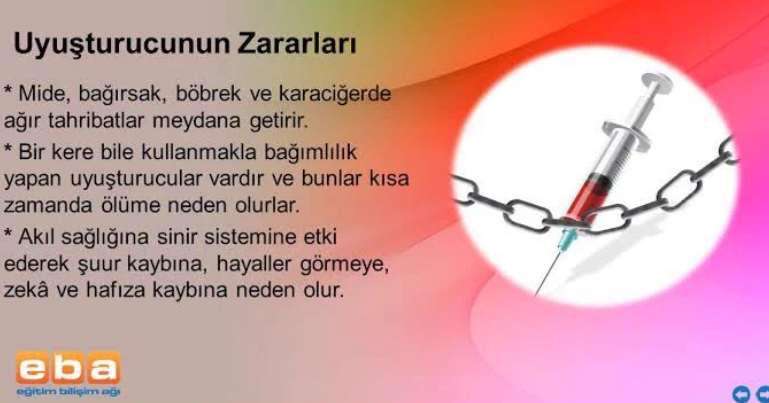 Uyuşturucunun Zararları
* Mide, bağırsak, böbrek ve karaciğerde
ağır tahribatlar meydana getirir.
* Bir kere bile kullanmakla bağımlılık
yapan uyuşturucular vardır ve bunlar kısa
zamanda ölüme neden olurlar.
* Akıl sağlığına sinir sistemine etki
ederek şuur kaybına, hayaller görmeye,
zekâ ve hafıza kaybına neden olur.
eba
eğitim bilişim ağı